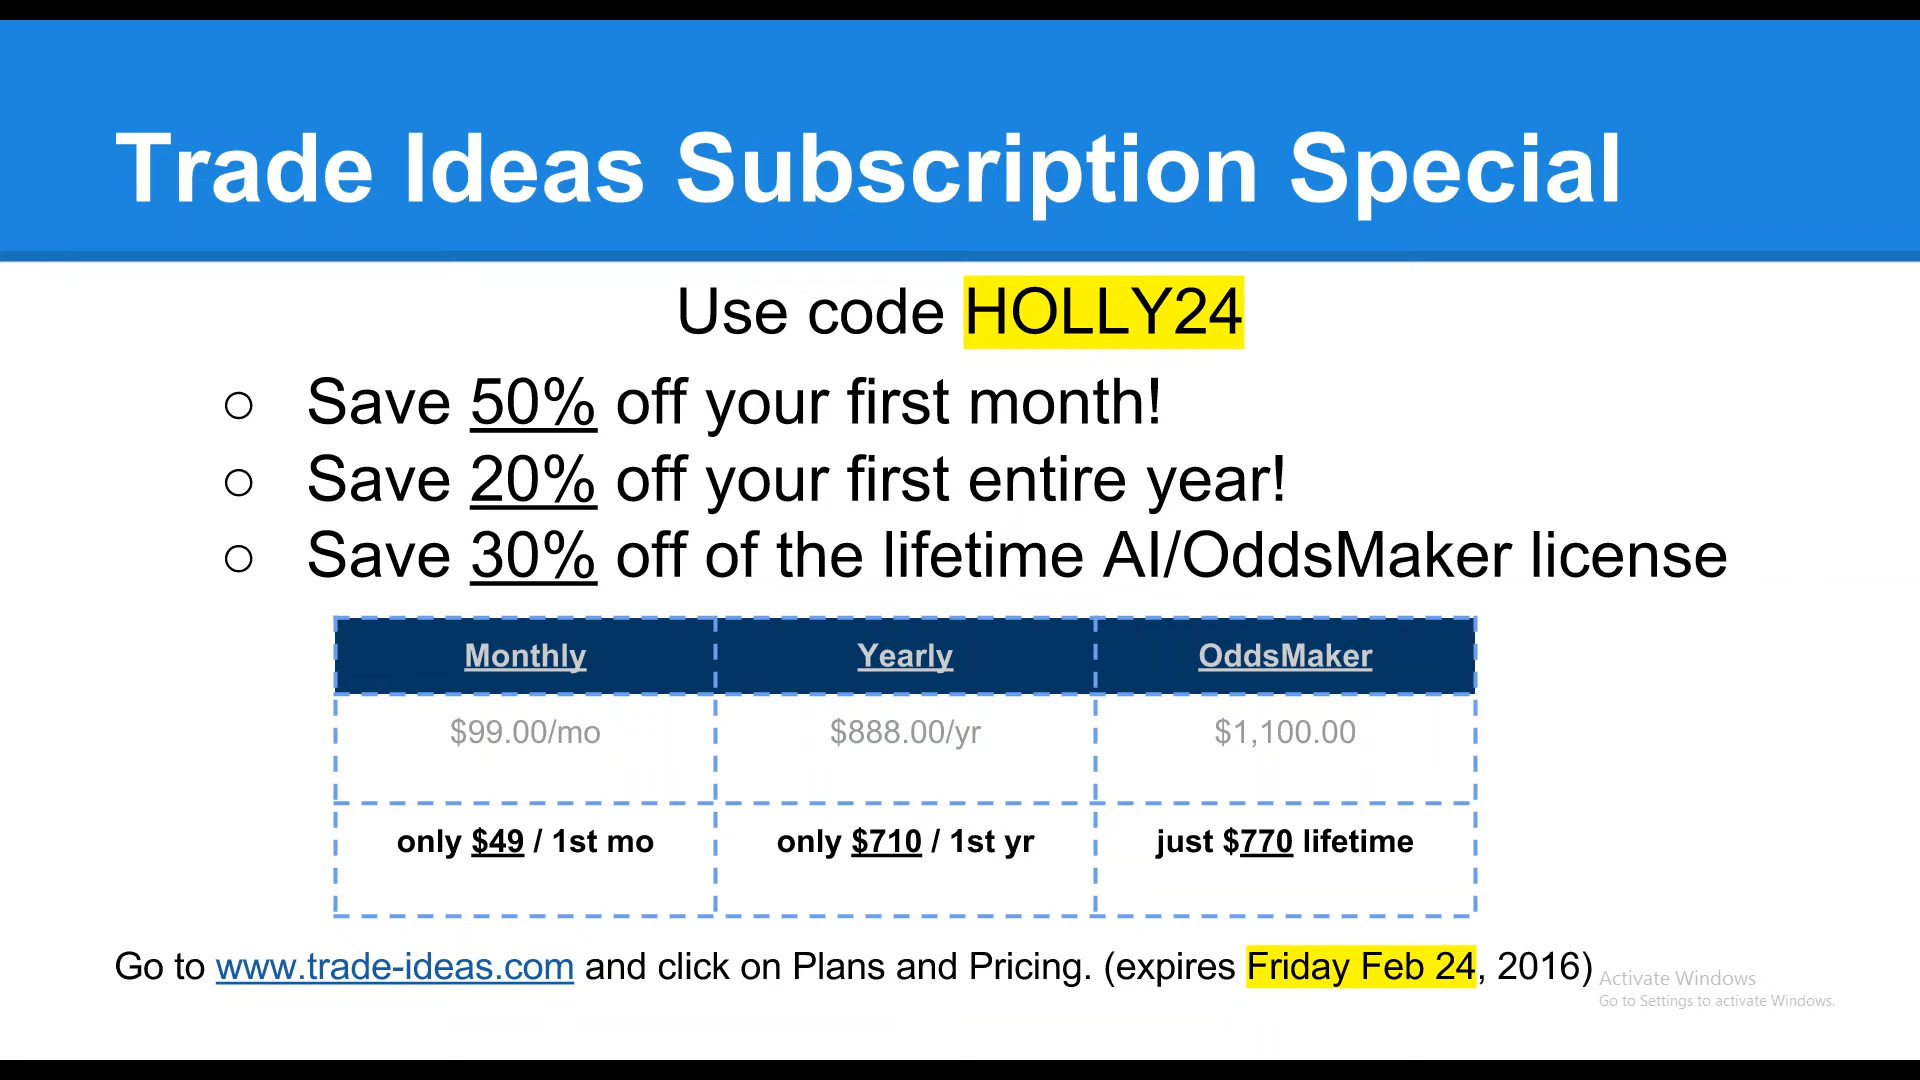 Trade Ideas Subscription Special
Use code HOLLY24
○ Save 50% off your first month!
○ Save 20% off your first entire year!
○ Save 30% off of the lifetime AI/OddsMaker license
Monthly Yearly OddsMaker
$99.00/mo $888.00/yr $1,100.00
only $49 / 1st mo only $710 / 1st yr just $770 lifetime
Go to www.trade-ideas.com and click on Plans and Pricing. (expires Friday Feb 24, 2016)
Activate Windows
Go to Settings to activate Windows.